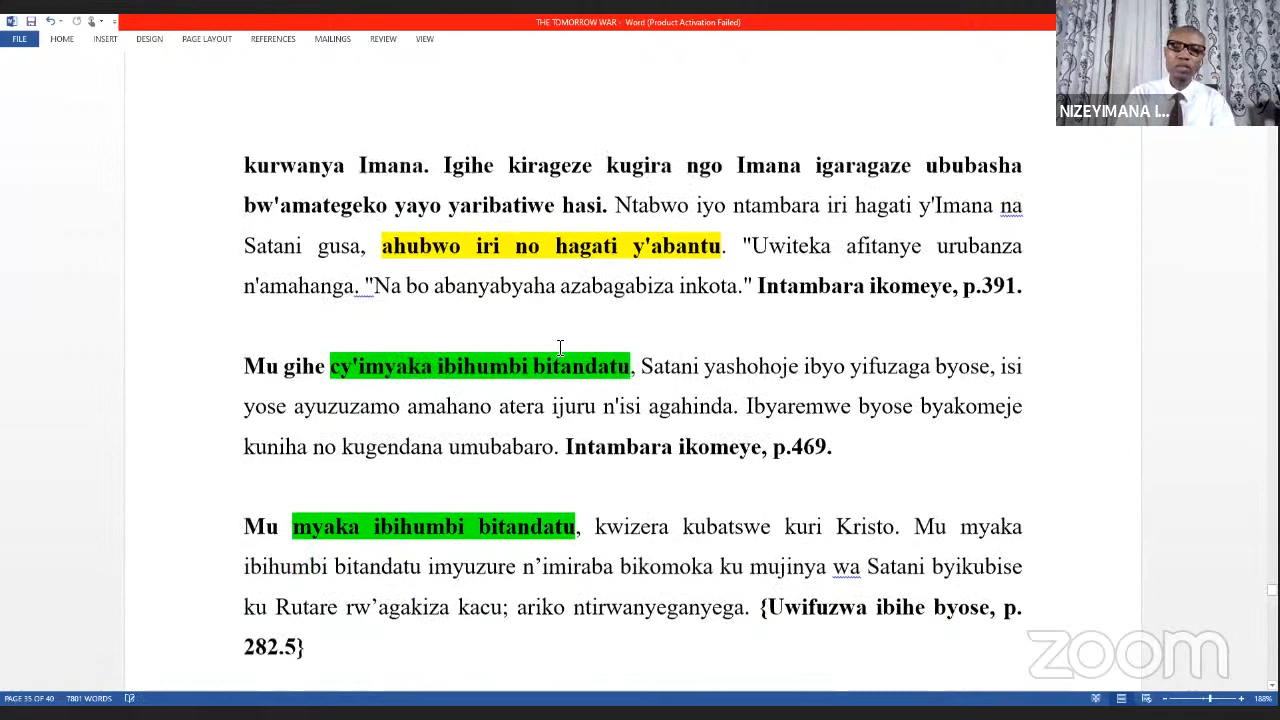 THE TOMORROW WAR - Word (Product Activation Failed)
FILE HOME INSERT DESIGN PAGE LAYOUT REFERENCES MAILINGS REVIEW VIEW
NIZEYIMANA I...
kurwanya Imana. Igihe kirageze kugira ngo Imana igaragaze ububasha
bw'amategeko yayo yaribatiwe hasi. Ntabwo iyo ntambara iri hagati y'Imana na
Satani gusa, ahubwo iri no hagati y'abantu. "Uwiteka afitanye urubanza
n'amahanga. "Na bo abanyabyaha azabagabiza inkota." Intambara ikomeye, p.391.
Mu gihe cy'imyaka ibihumbi bitandatu, Satani yashohoje ibyo yifuzaga byose, isi
yose ayuzuzamo amahano atera ijuru n'isi agahinda. Ibyaremwe byose byakomeje
kuniha no kugendana umubabaro. Intambara ikomeye, p.469.
Mu myaka ibihumbi bitandatu, kwizera kubatswe kuri Kristo. Mu myaka
ibihumbi bitandatu imyuzure n’imiraba bikomoka ku mujinya wa Satani byikubise
ku Rutare rw’agakiza kacu; ariko ntirwanyeganyega. {Uwifuzwa ibihe byose, p.
282.5}
zoom
PAGE 35 OF 40 7801 WORDS 188%